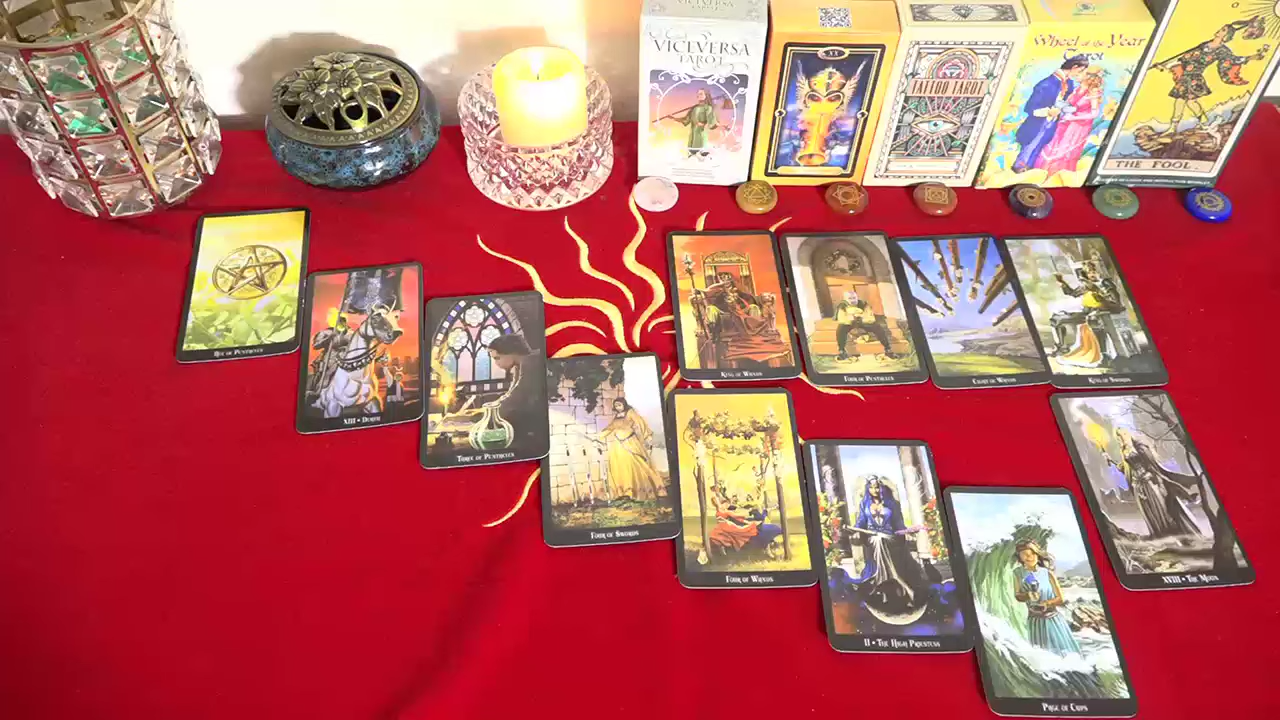 VICEVERSA
TAROT
VI
TATTOO TAROT
Wheel of the Year
Tarot
THE FOOL
ACE OF PENTACLES
XIII • DEATH
THREE OF PENTACLES
FOUR OF SWORDS
KING OF WANDS
FOUR OF PENTACLES
EIGHT OF WANDS
KING OF SWORDS
FOUR OF WANDS
II • THE HIGH PRIESTESS
PAGE OF CUPS
XVIII • THE MOON